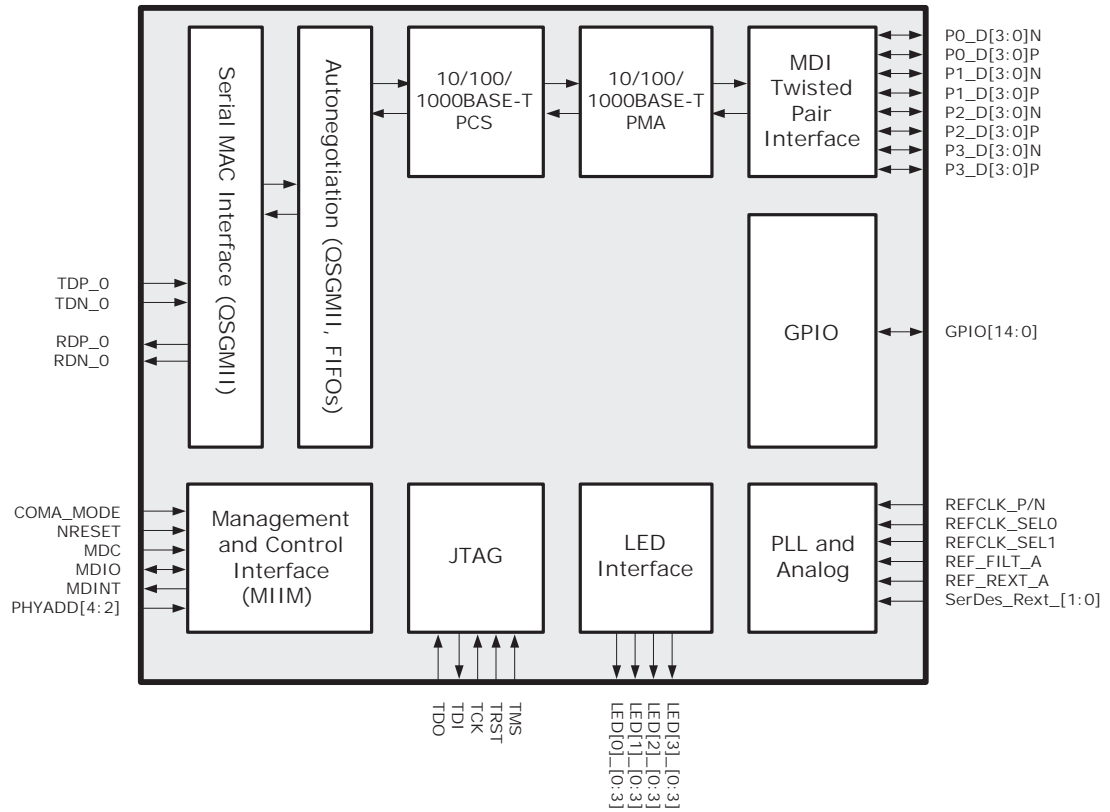 Serial MAC Interface (QSGMII)
Autonegotiation (QSGMII, FIFOs)
10/100/
1000BASE-T
PCS
10/100/
1000BASE-T
PMA
MDI
Twisted
Pair
Interface
P0_D[3:0]N
P0_D[3:0]P
P1_D[3:0]N
P1_D[3:0]P
P2_D[3:0]N
P2_D[3:0]P
P3_D[3:0]N
P3_D[3:0]P
TDP_0
TDN_0
RDP_0
RDN_0
GPIO
GPIO[14:0]
COMA_MODE
NRESET
MDC
MDIO
MDINT
PHYADD[4:2]
Management
and Control
Interface
(MIIM)
JTAG
LED
Interface
PLL and
Analog
REFCLK_P/N
REFCLK_SEL0
REFCLK_SEL1
REF_FILT_A
REF_REXT_A
SerDes_Rext_[1:0]
TDO
TDI
TCK
TRST
TMS
LED[0]_[0:3]
LED[1]_[0:3]
LED[2]_[0:3]
LED[3]_[0:3]